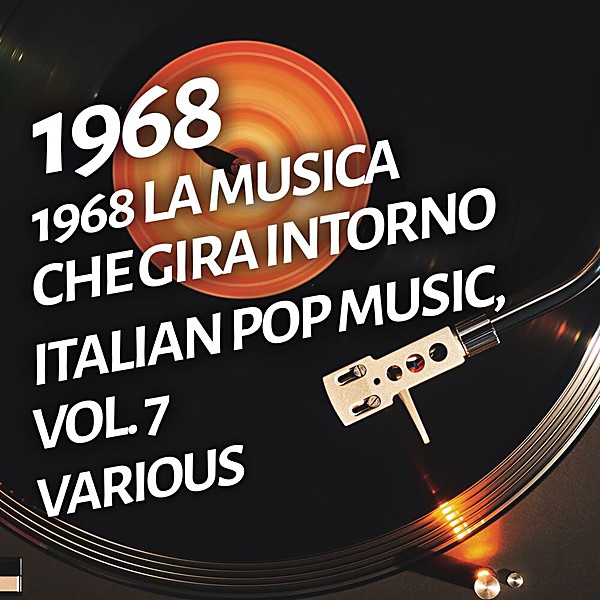 1968
1968 LA MUSICA
CHE GIRA INTORNO
ITALIAN POP MUSIC,
VOL. 7
VARIOUS